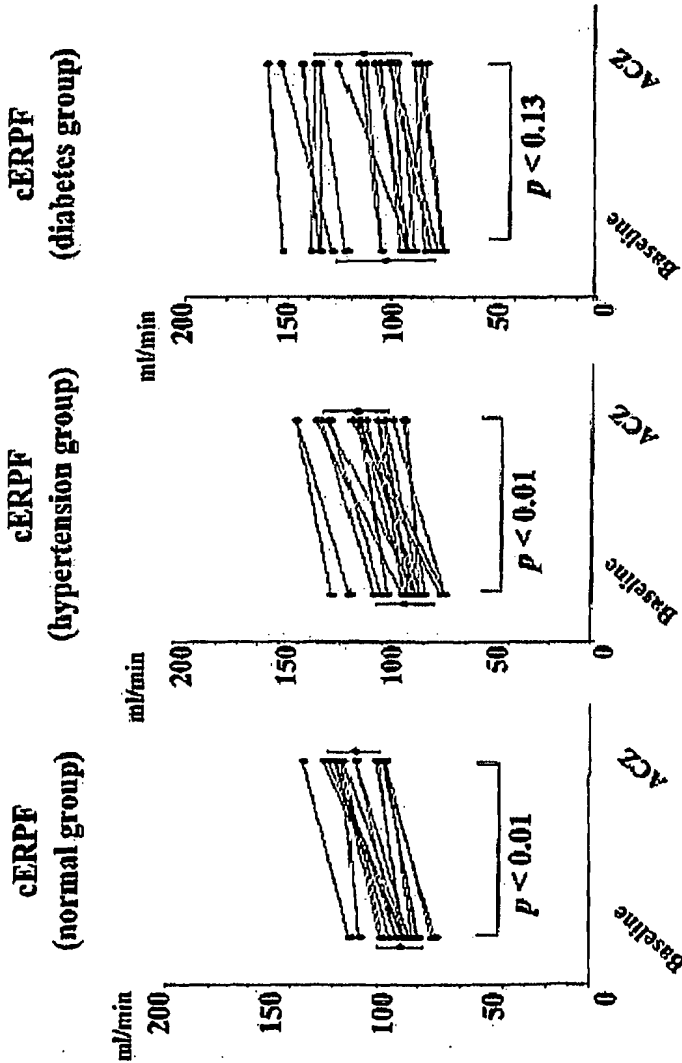 cERPF
(normal group)
ml/min
200
150
100
50
0
p < 0.01
Baseline
ACZ
cERPF
(hypertension group)
ml/min
200
150
100
50
0
p < 0.01
Baseline
ACZ
cERPF
(diabetes group)
ml/min
200
150
100
50
0
p < 0.13
Baseline
ACZ